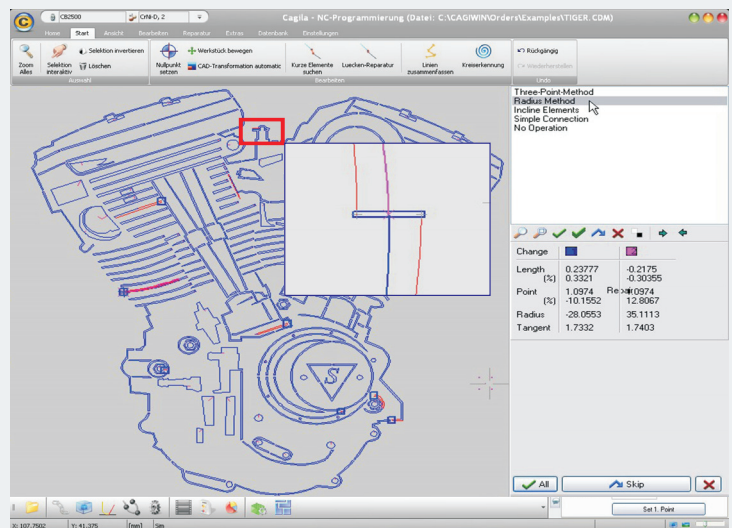 CB2500
CrNi-D, 2
Cagila - NC-Programmierung (Datei: C:\CAGIWIN\Orders\Examples\TIGER.CDM)
Home Start Ansicht Bearbeiten Reparatur Extras Datenbank Einstellungen
Zoom Alles
Selektion interaktiv
Selektion invertieren
Löschen
Auswahl
Nullpunkt setzen
Werkstück bewegen
CAD-Transformation automatic
Kurze Elemente suchen
Luecken-Reparatur
Linien zusammenfassen
Kreiserkennung
Bearbeiten
Rückgängig
Wiederherstellen
Undo
Three-Point-Method
Radius Method
Incline Elements
Simple Connection
No Operation
Change
Length 0.23777 -0.2175
(%) 0.3321 -0.30355
Point 1.0974
(%) -10.1552 12.8067
Radius -28.0553 35.1113
Tangent 1.7332 1.7403
S
All
Skip
Set 1. Point
X: 107.7502 Y: 41.375 [mm] Sim